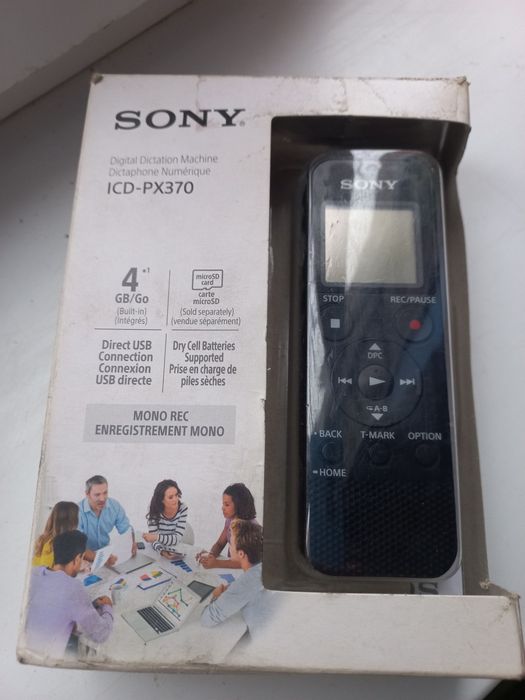 SONY
Digital Dictation Machine
Dictaphone Numérique
ICD-PX370
4*1
GB/Go
(Built-in)
(Intégrés)
microSD
card
carte
microSD
(Sold separately)
(vendue séparément)
Direct USB
Connection
Connexion
USB directe
Dry Cell Batteries
Supported
Prise en charge de
piles sèches
MONO REC
ENREGISTREMENT MONO
SONY
STOP
REC/PAUSE
DPC
A-B
BACK
T-MARK
OPTION
HOME